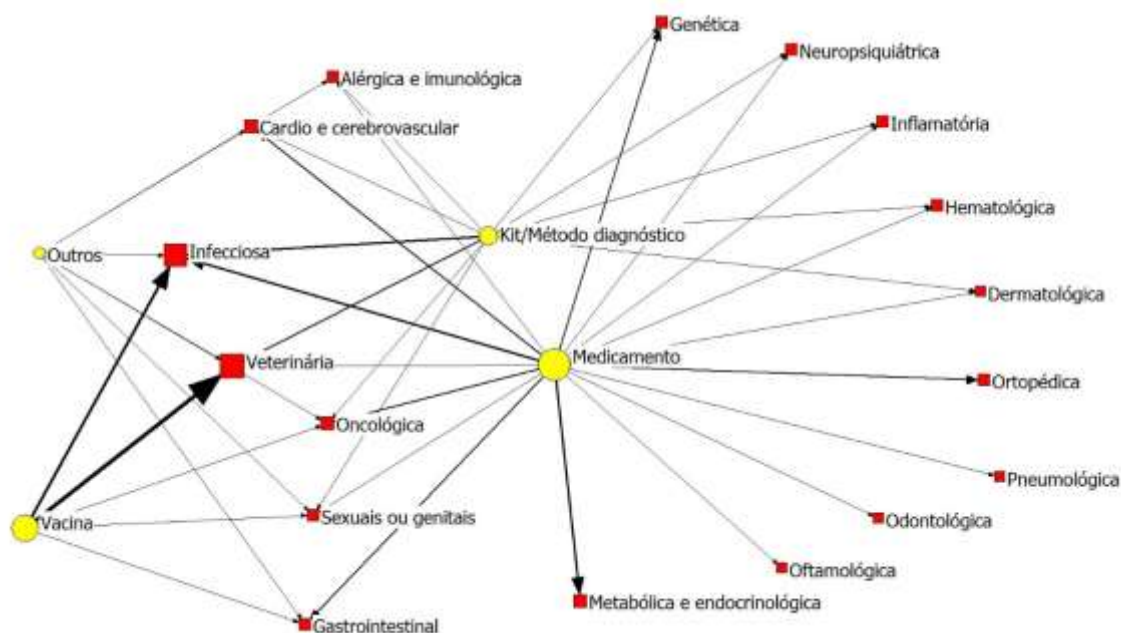 Genética
Neuropsiquiátrica
Alérgica e imunológica
Cardio e cerebrovascular
Inflamatória
Hematológica
Kit/Método diagnóstico
Outros
Infecciosa
Dermatológica
Veterinária
Medicamento
Ortopédica
Oncológica
Pneumológica
Vacina
Sexuais ou genitais
Odontológica
Oftamológica
Metabólica e endocrinológica
Gastrointestinal